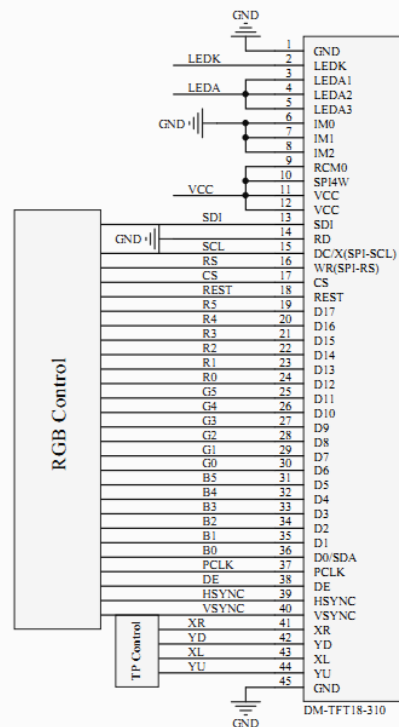 GND
1 GND
LEDK 2 LEDK
3 LEDA1
LEDA 4 LEDA2
5 LEDA3
GND 6 IM0
7 IM1
8 IM2
9 RCM0
10 SPI4W
VCC 11 VCC
12 VCC
SDI 13 SDI
GND 14 RD
SCL 15 DC/X(SPI-SCL)
RS 16 WR(SPI-RS)
CS 17 CS
REST 18 REST
R5 19 D17
R4 20 D16
R3 21 D15
R2 22 D14
R1 23 D13
R0 24 D12
G5 25 D11
G4 26 D10
G3 27 D9
G2 28 D8
G1 29 D7
G0 30 D6
B5 31 D5
B4 32 D4
B3 33 D3
B2 34 D2
B1 35 D1
B0 36 D0/SDA
PCLK 37 PCLK
DE 38 DE
HSYNC 39 HSYNC
VSYNC 40 VSYNC
XR 41 XR
YD 42 YD
XL 43 XL
YU 44 YU
45 GND
GND
RGB Control
TP Control
DM-TFT18-310